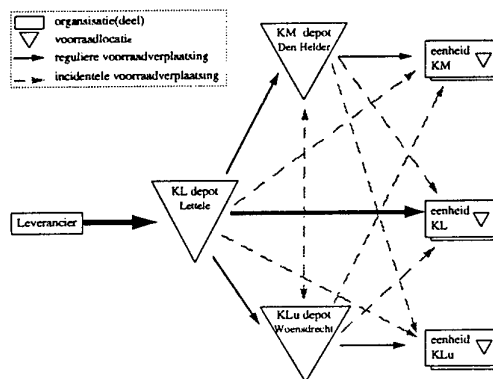 organsisatie(deel)
voorraadlocatie
reguliere voorraadverplaatsing
incidentele voorraadverplaatsing
KM depot
Den Helder
eenheid
KM
KL depot
Lettele
Leverancier
eenheid
KL
KLu depot
Woensdrecht
eenheid
KLu